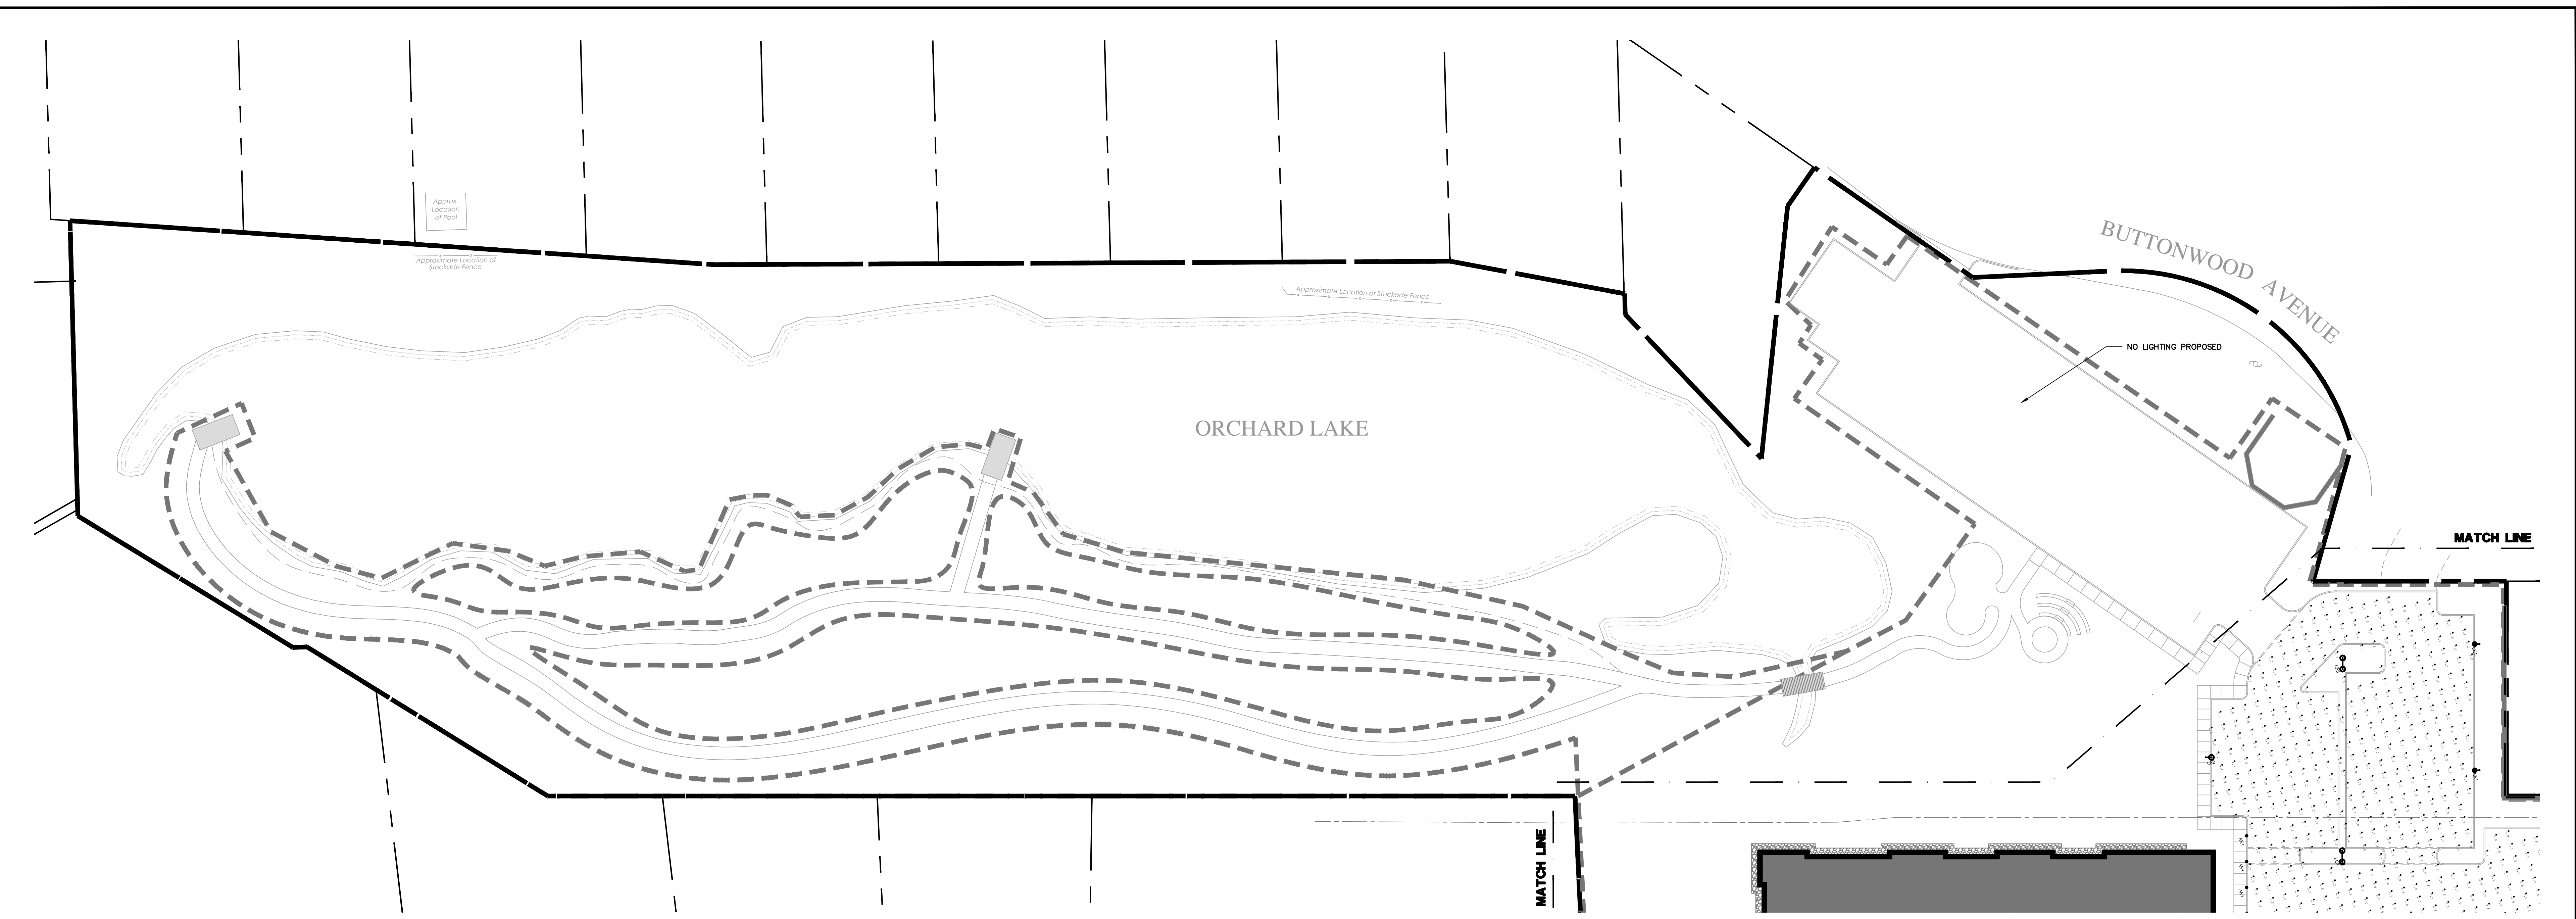 Approx.
Location
of Pool
BUTTONWOOD AVENUE
Approximate Location of
Stockade Fence
Approximate Location of Stockade Fence
NO LIGHTING PROPOSED
ORCHARD LAKE
MATCH LINE
MATCH LINE